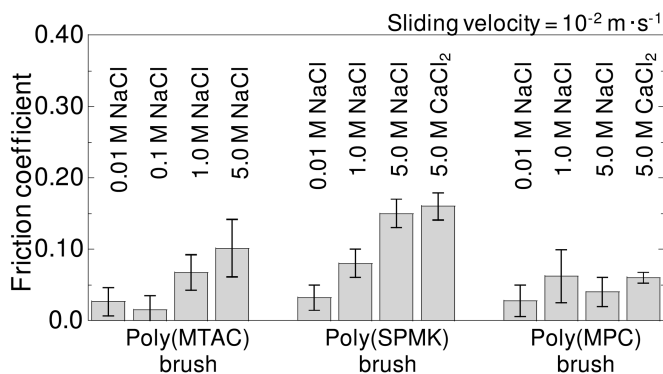 Sliding velocity = 10⁻² m·s⁻¹
Friction coefficient
0.40
0.30
0.20
0.10
0.0
0.01 M NaCl
0.1 M NaCl
1.0 M NaCl
5.0 M NaCl
0.01 M NaCl
1.0 M NaCl
5.0 M NaCl
5.0 M CaCl₂
0.01 M NaCl
1.0 M NaCl
5.0 M NaCl
5.0 M CaCl₂
Poly(MTAC)
brush
Poly(SPMK)
brush
Poly(MPC)
brush